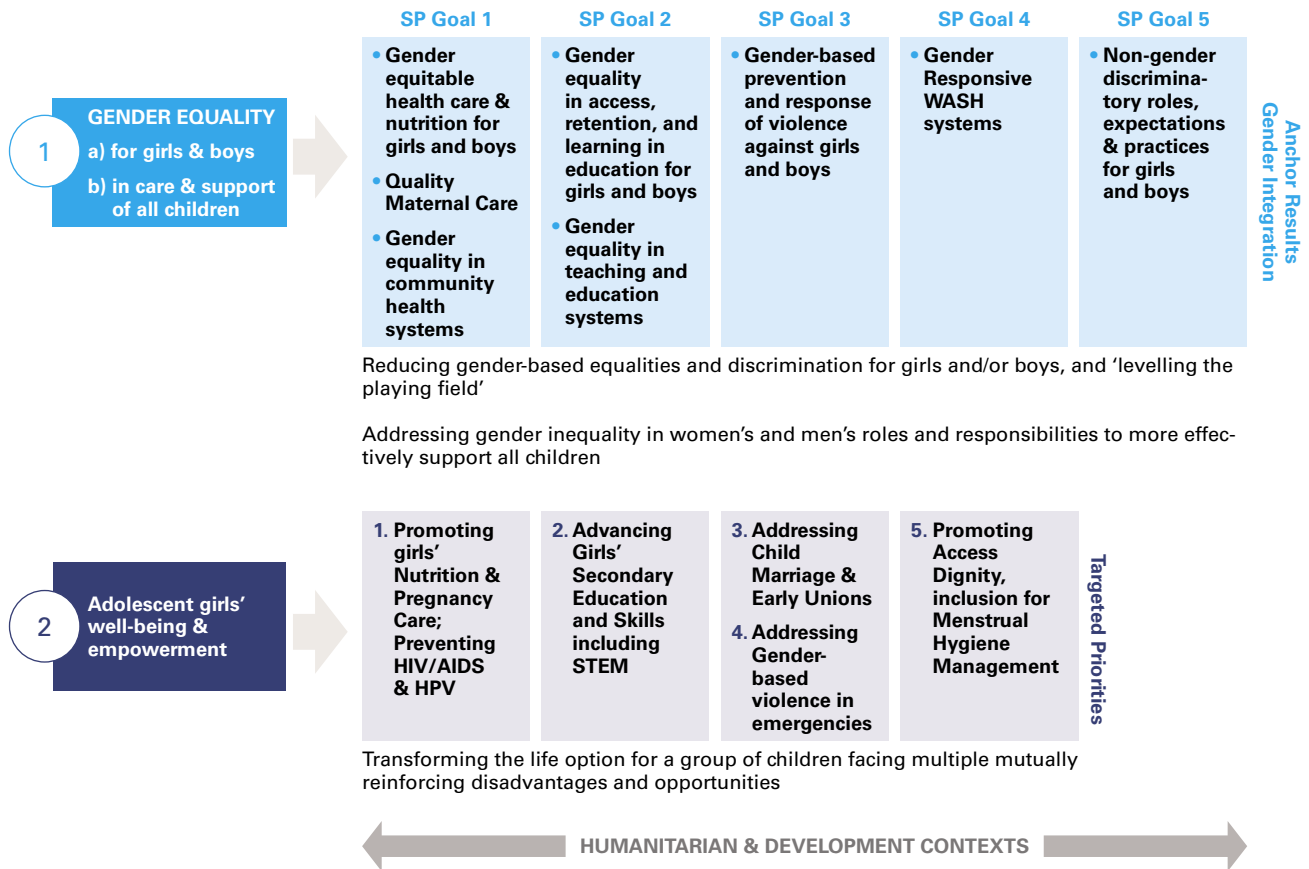 SP Goal 1
SP Goal 2
SP Goal 3
SP Goal 4
SP Goal 5
1
GENDER EQUALITY
a) for girls & boys
b) in care & support
of all children
• Gender
equitable
health care &
nutrition for
girls and boys
• Quality
Maternal Care
• Gender
equality in
community
health
systems
• Gender
equality
in access,
retention, and
learning in
education for
girls and boys
• Gender
equality in
teaching and
education
systems
• Gender-based
prevention
and response
of violence
against girls
and boys
• Gender
Responsive
WASH
systems
• Non-gender
discrimina-
tory roles,
expectations
& practices
for girls
and boys
Anchor Results
Gender Integration
Reducing gender-based equalities and discrimination for girls and/or boys, and ‘levelling the
playing field’
Addressing gender inequality in women’s and men’s roles and responsibilities to more effec-
tively support all children
2
Adolescent girls’
well-being &
empowerment
1. Promoting
girls’
Nutrition &
Pregnancy
Care;
Preventing
HIV/AIDS
& HPV
2. Advancing
Girls’
Secondary
Education
and Skills
including
STEM
3. Addressing
Child
Marriage &
Early Unions
4. Addressing
Gender-
based
violence in
emergencies
5. Promoting
Access
Dignity,
inclusion for
Menstrual
Hygiene
Management
Targeted Priorities
Transforming the life option for a group of children facing multiple mutually
reinforcing disadvantages and opportunities
HUMANITARIAN & DEVELOPMENT CONTEXTS